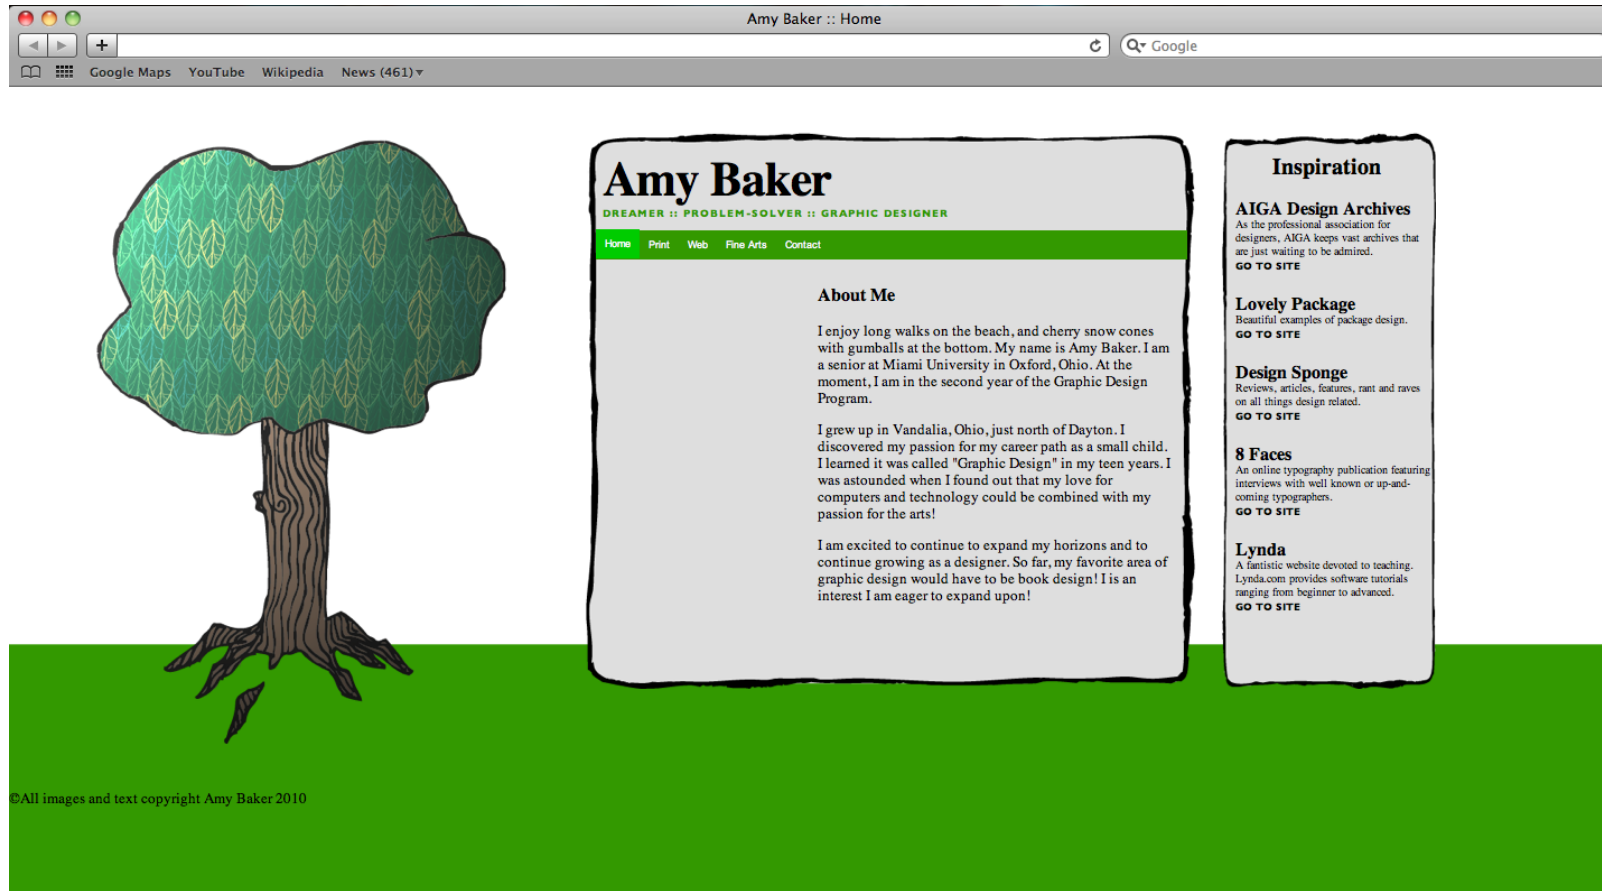 Amy Baker :: Home
Google
Google Maps YouTube Wikipedia News (461)
Amy Baker
DREAMER :: PROBLEM-SOLVER :: GRAPHIC DESIGNER
Home Print Web Fine Arts Contact
About Me
I enjoy long walks on the beach, and cherry snow cones
with gumballs at the bottom. My name is Amy Baker. I am
a senior at Miami University in Oxford, Ohio. At the
moment, I am in the second year of the Graphic Design
Program.
I grew up in Vandalia, Ohio, just north of Dayton. I
discovered my passion for my career path as a small child.
I learned it was called "Graphic Design" in my teen years. I
was astounded when I found out that my love for
computers and technology could be combined with my
passion for the arts!
I am excited to continue to expand my horizons and to
continue growing as a designer. So far, my favorite area of
graphic design would have to be book design! I is an
interest I am eager to expand upon!
Inspiration
AIGA Design Archives
As the professional association for
designers, AIGA keeps vast archives that
are just waiting to be admired.
GO TO SITE
Lovely Package
Beautiful examples of package design.
GO TO SITE
Design Sponge
Reviews, articles, features, rant and raves
on all things design related.
GO TO SITE
8 Faces
An online typography publication featuring
interviews with well known or up-and-
coming typographers.
GO TO SITE
Lynda
A fantistic website devoted to teaching.
Lynda.com provides software tutorials
ranging from beginner to advanced.
GO TO SITE
©All images and text copyright Amy Baker 2010